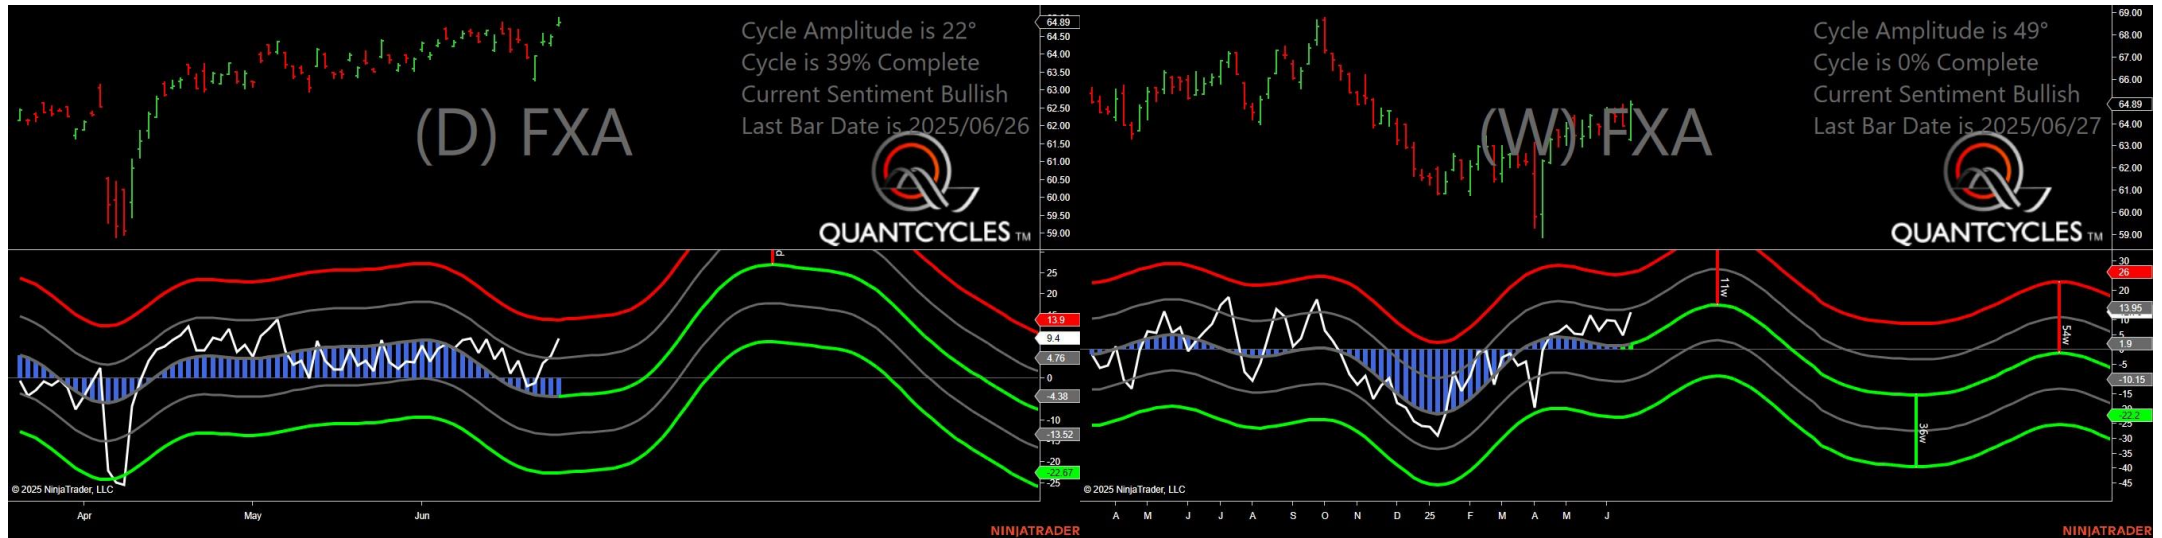 Cycle Amplitude is 22°
Cycle is 39% Complete
Current Sentiment Bullish
Last Bar Date is 2025/06/26
(D) FXA
QUANTCYCLES TM
64.89
64.50
64.00
63.50
63.00
62.50
62.00
61.50
61.00
60.50
60.00
59.50
59.00
25
20
13.9
9.4
4.76
0
-4.38
-10
-13.52
-20
-22.67
-25
© 2025 NinjaTrader, LLC
Apr
May
Jun
NINJATRADER
Cycle Amplitude is 49°
Cycle is 0% Complete
Current Sentiment Bullish
Last Bar Date is 2025/06/27
(W) FXA
QUANTCYCLES TM
69.00
68.00
67.00
66.00
64.89
64.00
63.00
62.00
61.00
60.00
59.00
11w
54w
36w
30
26
20
13.95
10
5
1.9
-5
-10.15
-15
-22.2
-25
-30
-35
-40
-45
© 2025 NinjaTrader, LLC
A M J J A S O N D 25 F M A M J
NINJATRADER